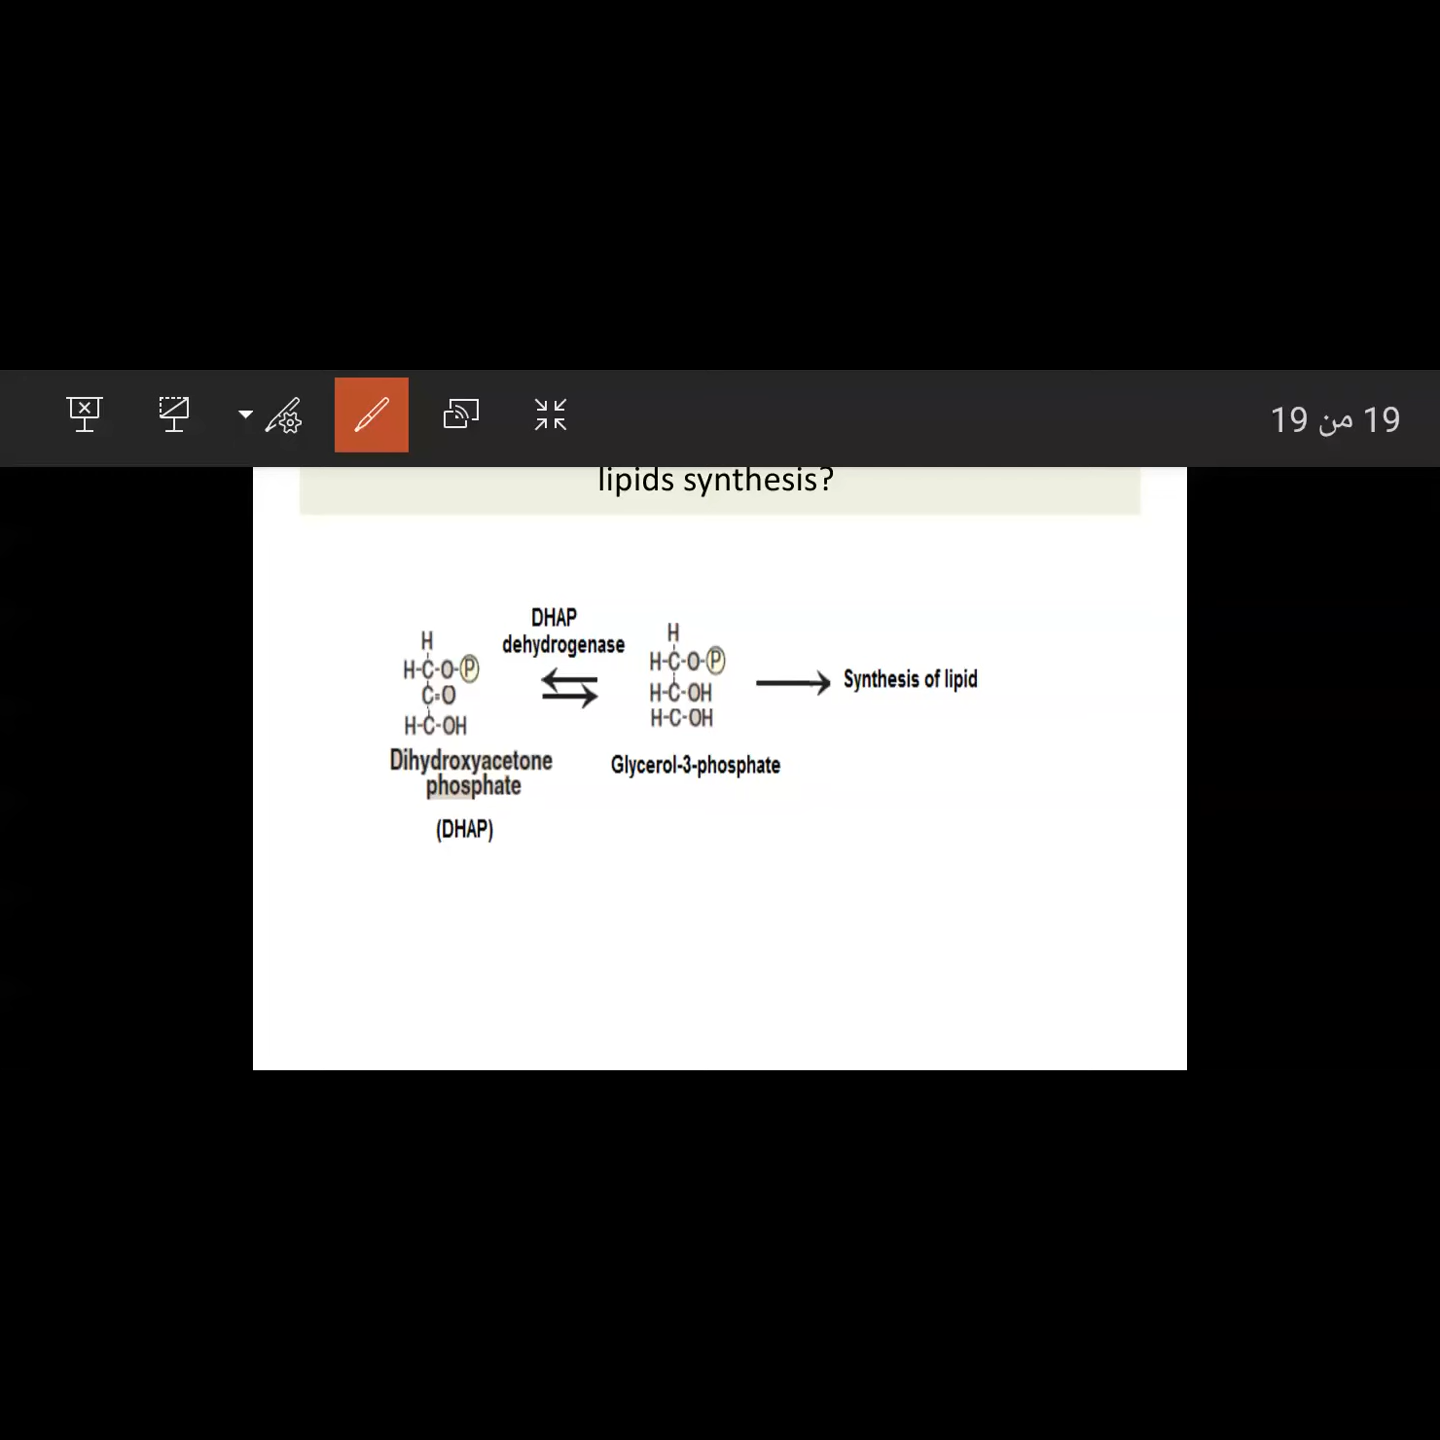 19 من 19
lipids synthesis?
DHAP
dehydrogenase
H
H-C-O-P
C=O
H-C-OH
Dihydroxyacetone
phosphate
(DHAP)
H
H-C-O-P
H-C-OH
H-C-OH
Glycerol-3-phosphate
Synthesis of lipid